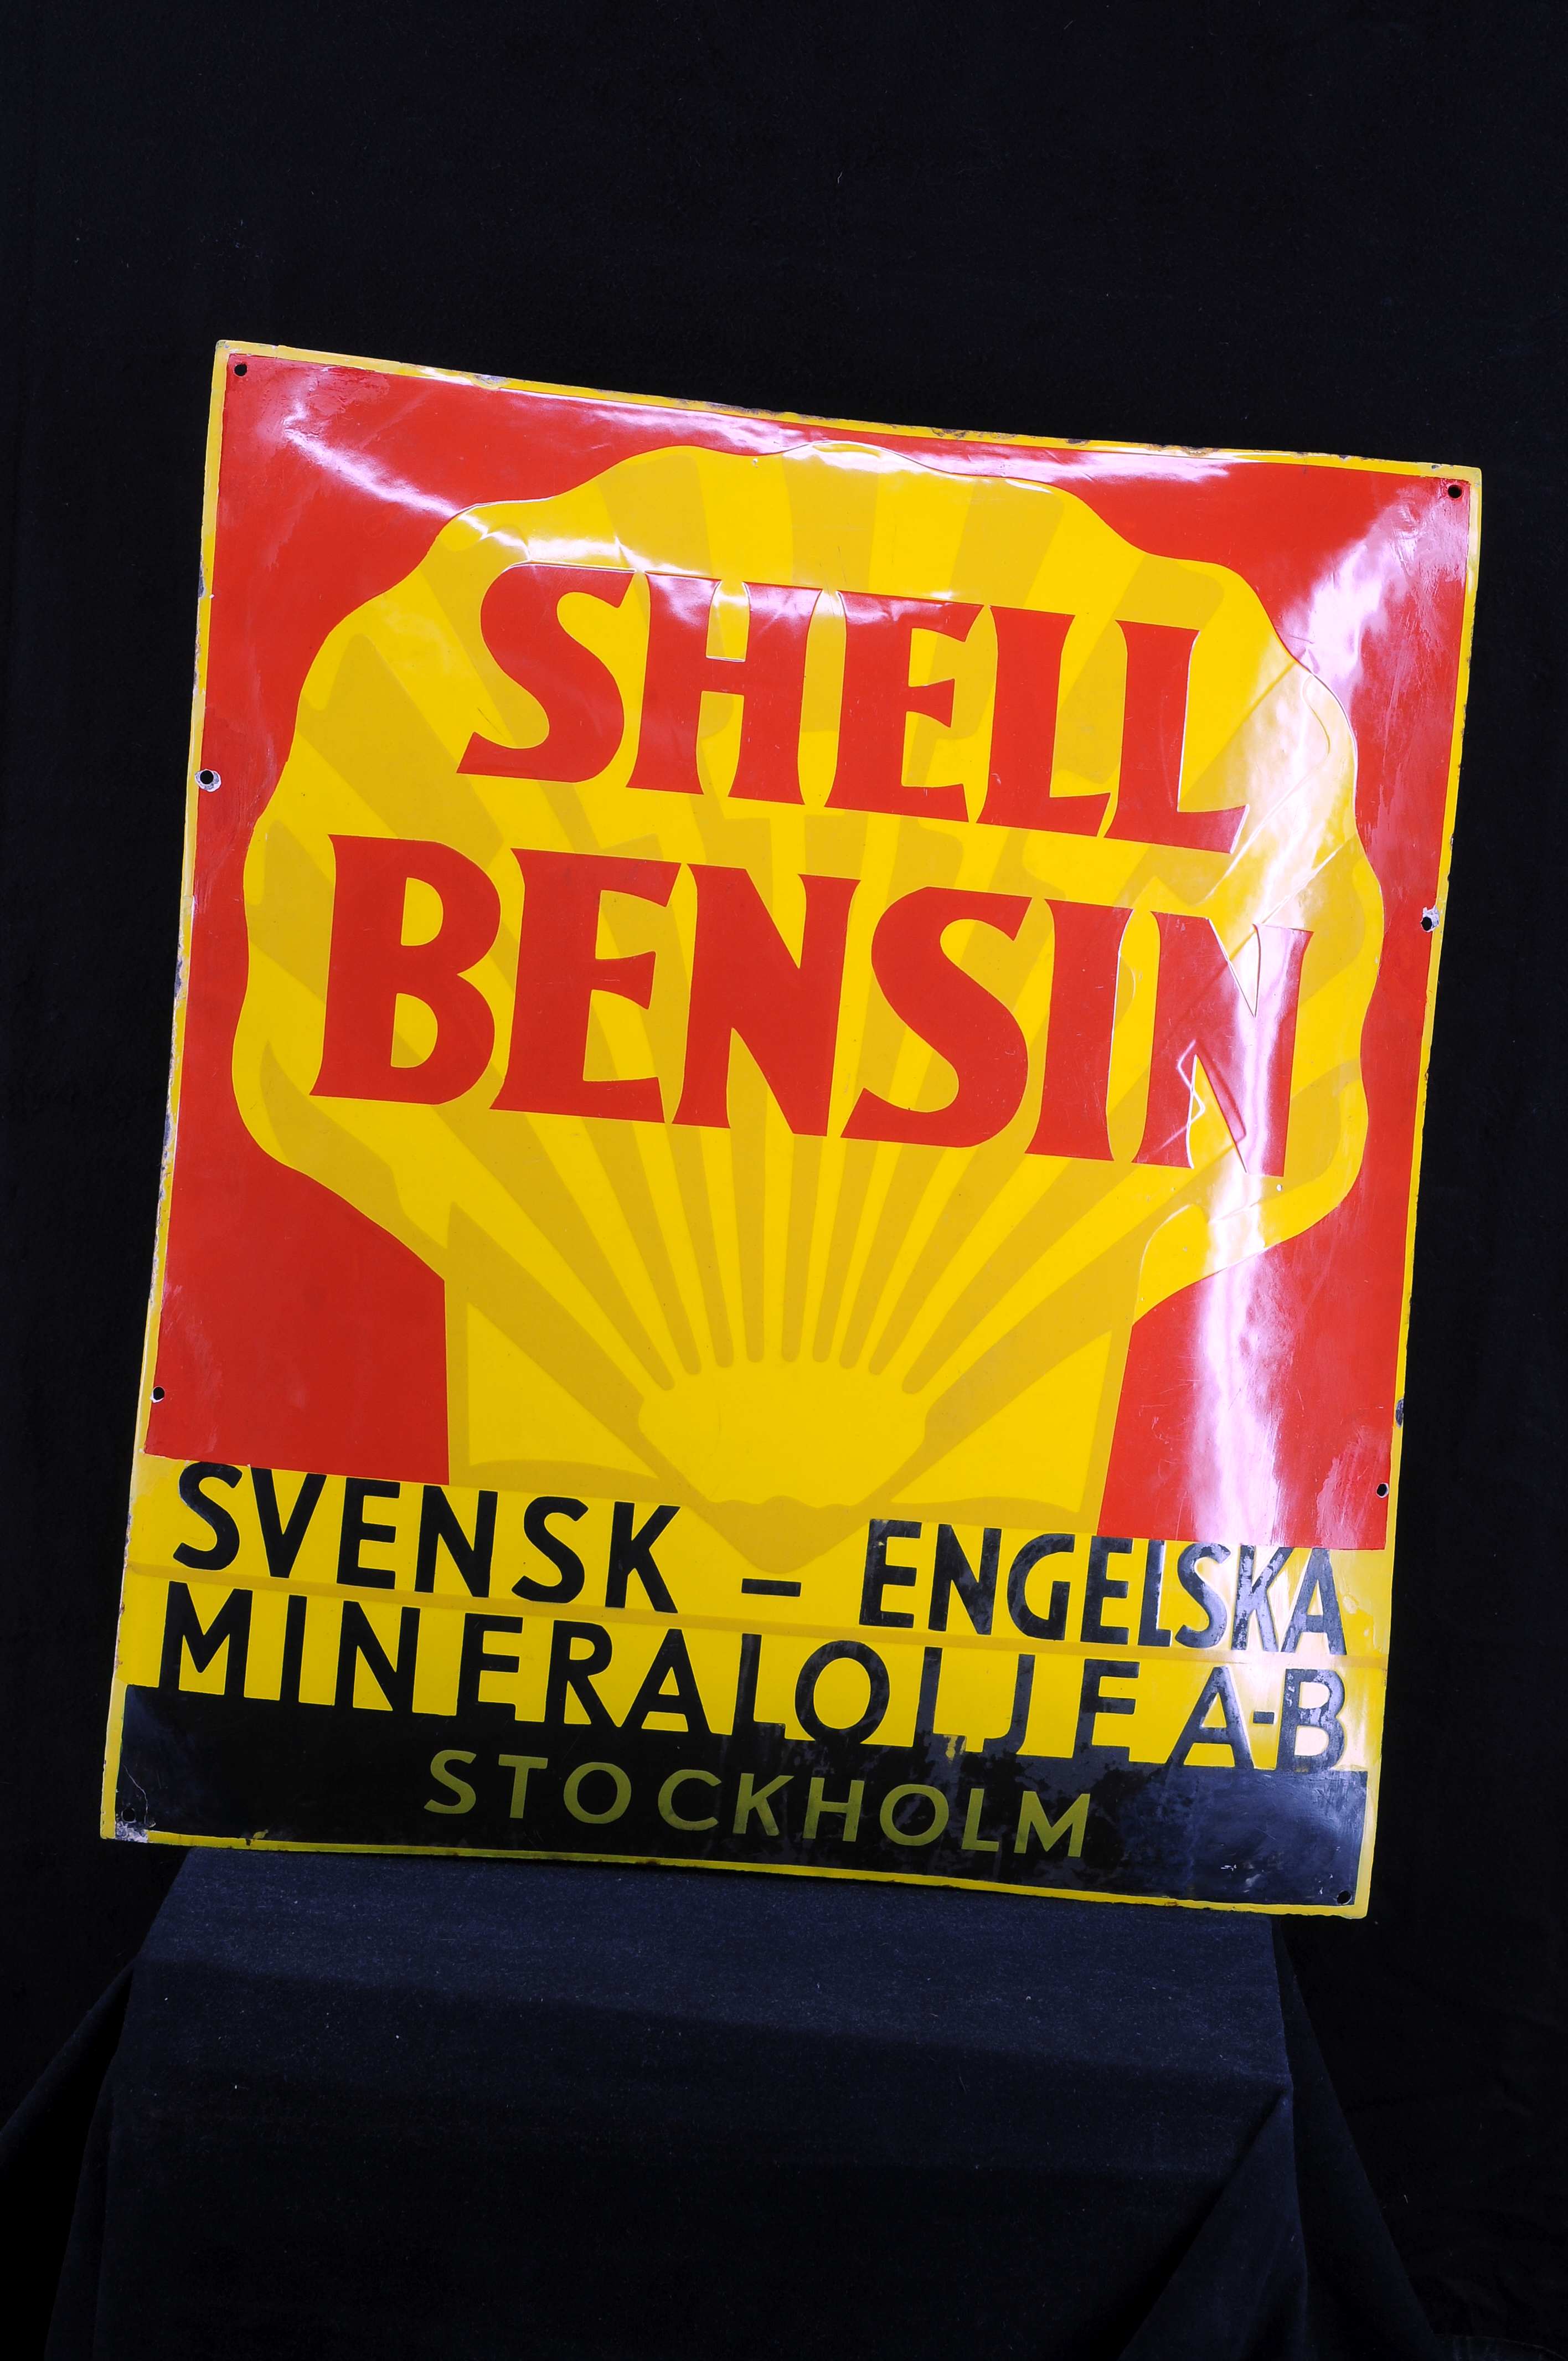 SHELL
BENSIN
SVENSK – ENGELSKA
MINERALOLJE A-B
STOCKHOLM